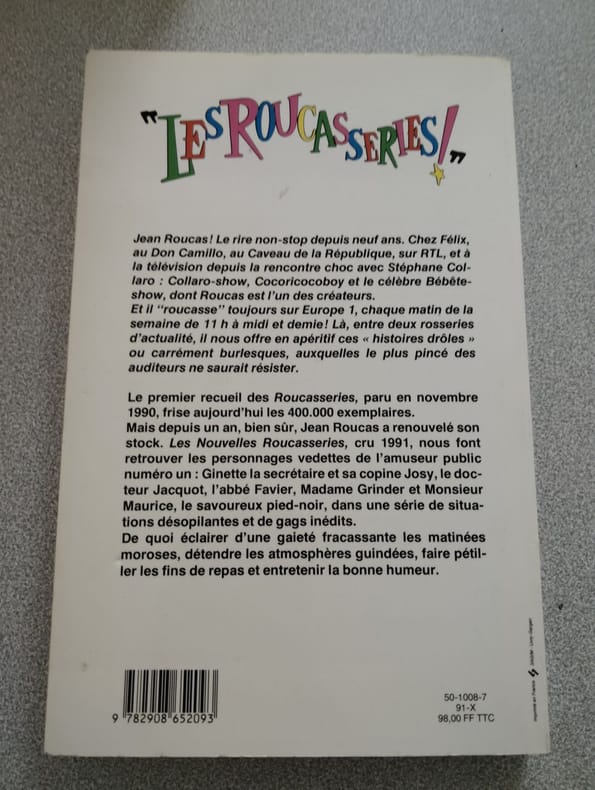 "LES ROUCASSERIES!"
Jean Roucas! Le rire non-stop depuis neuf ans. Chez Félix,
au Don Camillo, au Caveau de la République, sur RTL, et à
la télévision depuis la rencontre choc avec Stéphane Col-
laro : Collaro-show, Cocoricocoboy et le célèbre Bébête-
show, dont Roucas est l'un des créateurs.
Et il "roucasse" toujours sur Europe 1, chaque matin de la
semaine de 11 h à midi et demie! Là, entre deux rosseries
d'actualité, il nous offre en apéritif ces « histoires drôles »
ou carrément burlesques, auxquelles le plus pincé des
auditeurs ne saurait résister.
Le premier recueil des Roucasseries, paru en novembre
1990, frise aujourd'hui les 400.000 exemplaires.
Mais depuis un an, bien sûr, Jean Roucas a renouvelé son
stock. Les Nouvelles Roucasseries, cru 1991, nous font
retrouver les personnages vedettes de l'amuseur public
numéro un : Ginette la secrétaire et sa copine Josy, le doc-
teur Jacquot, l'abbé Favier, Madame Grinder et Monsieur
Maurice, le savoureux pied-noir, dans une série de situa-
tions désopilantes et de gags inédits.
De quoi éclairer d'une gaieté fracassante les matinées
moroses, détendre les atmosphères guindées, faire pétil-
ler les fins de repas et entretenir la bonne humeur.
9 782908 652093
50-1008-7
91-X
98,00 FF TTC
Imprimé en France